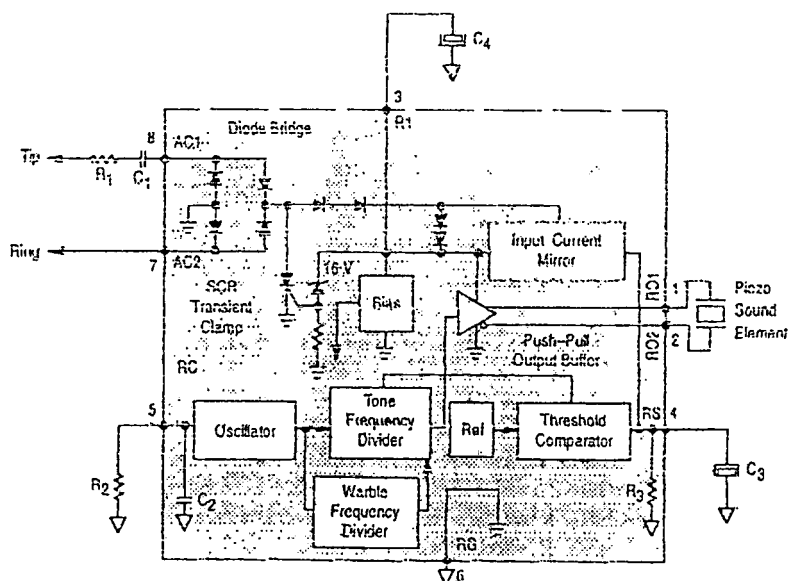 C4
3
R1
Diode Bridge
8
AC1
Tip
R1
C1
Ring
7
AC2
Input Current
Mirror
15 V
SCR
Transient
Clamp
Bias
RO1
1
Piezo
Sound
Element
RO2
2
Push-Pull
Output Buffer
RC
5
Oscillator
Tone
Frequency
Divider
Ref
Threshold
Comparator
RS
4
R2
C2
Warble
Frequency
Divider
R3
C3
RG
6